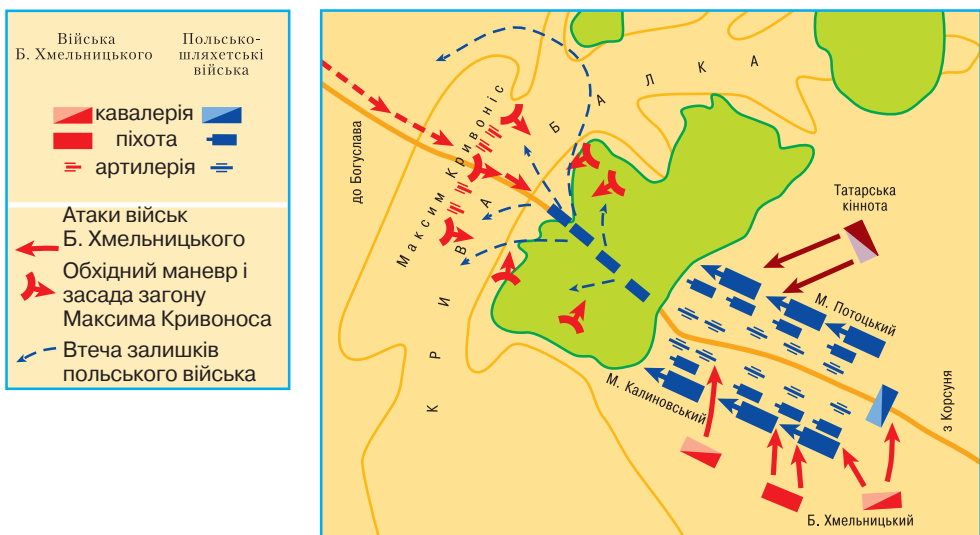 Війська
Б. Хмельницького
Польсько-
шляхетські
війська
кавалерія
піхота
артилерія
Атаки військ
Б. Хмельницького
Обхідний маневр і
засада загону
Максима Кривоноса
Втеча залишків
польського війська
до Богуслава
Максим Кривоніс
КРИВА БАЛКА
Татарська
кіннота
М. Потоцький
М. Калиновський
з Корсуня
Б. Хмельницький